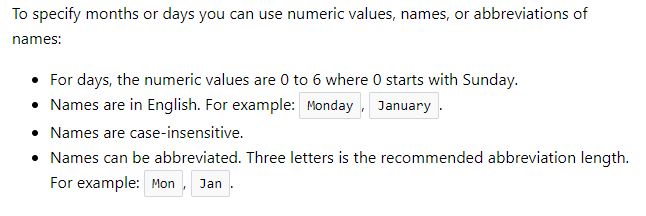 To specify months or days you can use numeric values, names, or abbreviations of
names:
• For days, the numeric values are 0 to 6 where 0 starts with Sunday.
• Names are in English. For example: Monday , January .
• Names are case-insensitive.
• Names can be abbreviated. Three letters is the recommended abbreviation length.
For example: Mon , Jan .